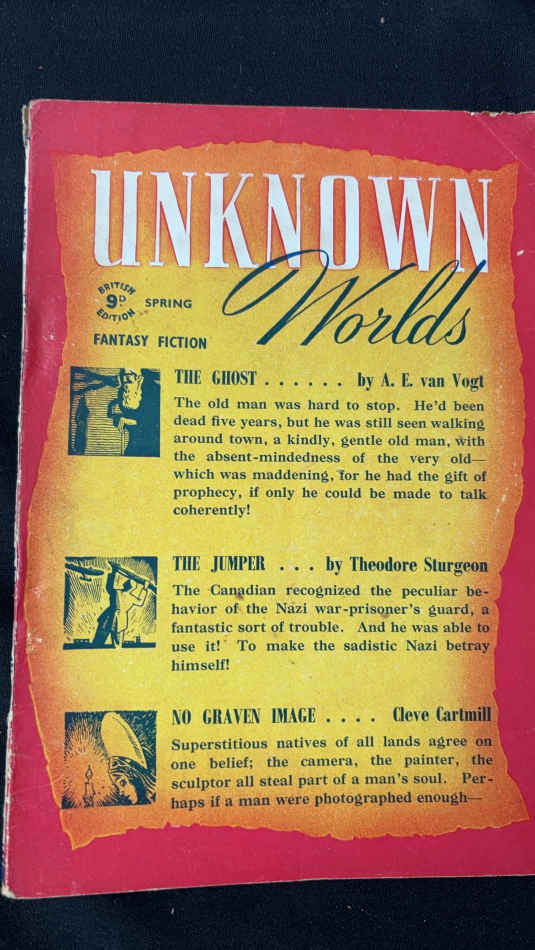 UNKNOWN
Worlds
BRITISH
9D
EDITION
SPRING
FANTASY FICTION
THE GHOST . . . . . . by A. E. van Vogt
The old man was hard to stop. He'd been
dead five years, but he was still seen walking
around town, a kindly, gentle old man, with
the absent-mindedness of the very old—
which was maddening, for he had the gift of
prophecy, if only he could be made to talk
coherently!
THE JUMPER . . . by Theodore Sturgeon
The Canadian recognized the peculiar be-
havior of the Nazi war-prisoner's guard, a
fantastic sort of trouble. And he was able to
use it! To make the sadistic Nazi betray
himself!
NO GRAVEN IMAGE . . . . Cleve Cartmill
Superstitious natives of all lands agree on
one belief; the camera, the painter, the
sculptor all steal part of a man's soul. Per-
haps if a man were photographed enough—